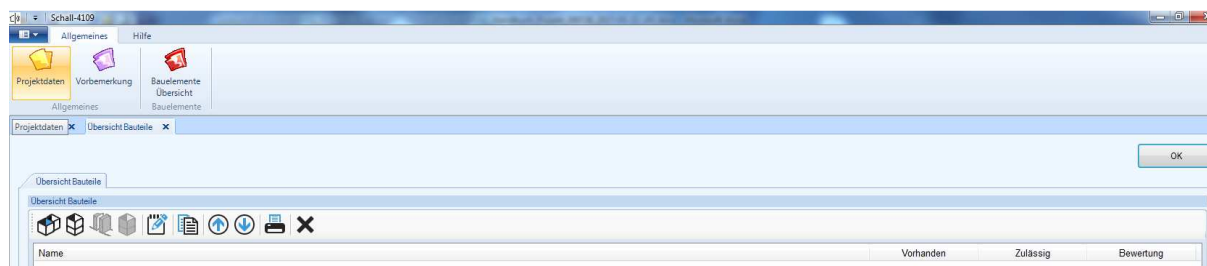 Schall-4109
Allgemeines Hilfe
Projektdaten Vorbemerkung Bauelemente
Übersicht
Allgemeines Bauelemente
Projektdaten Übersicht Bauteile
OK
Übersicht Bauteile
Übersicht Bauteile
Name Vorhanden Zulässig Bewertung